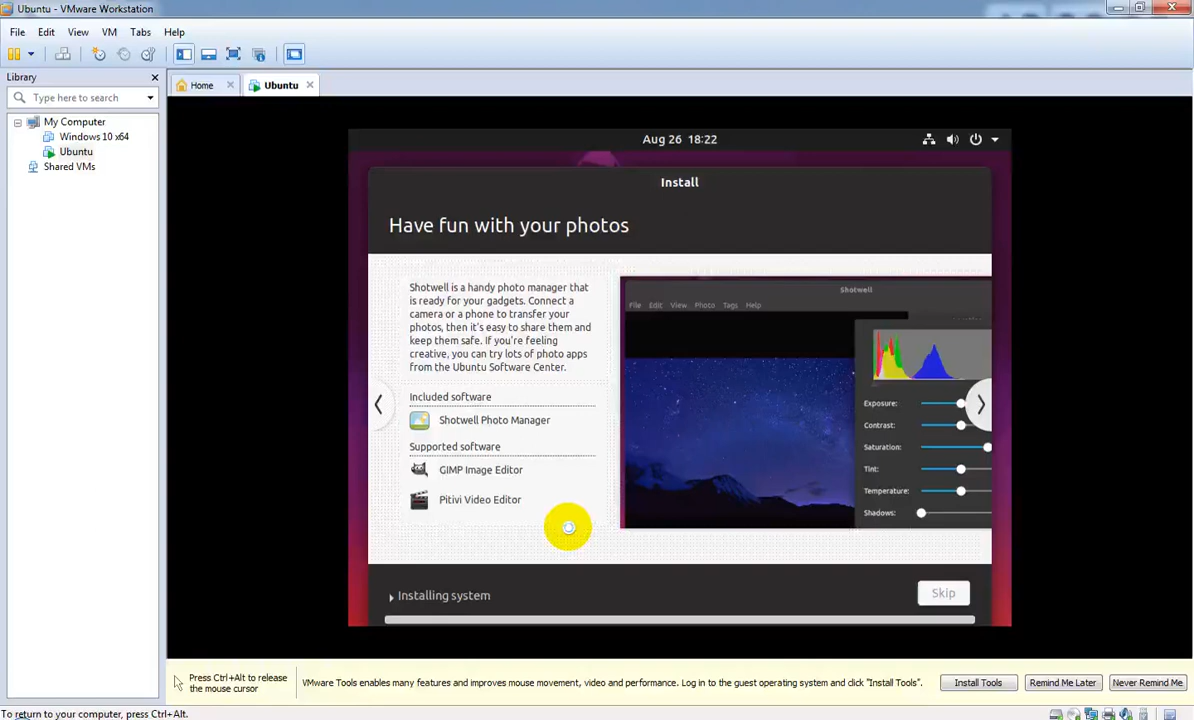 Ubuntu - VMware Workstation
File Edit View VM Tabs Help
Library
Type here to search
My Computer
Windows 10 x64
Ubuntu
Shared VMs
Home
Ubuntu
Aug 26 18:22
Install
Have fun with your photos
Shotwell is a handy photo manager that
is ready for your gadgets. Connect a
camera or a phone to transfer your
photos, then it's easy to share them and
keep them safe. If you're feeling
creative, you can try lots of photo apps
from the Ubuntu Software Center.
Included software
Shotwell Photo Manager
Supported software
GIMP Image Editor
Pitivi Video Editor
Shotwell
File Edit View Photo Tags Help
Exposure:
Contrast:
Saturation:
Tint:
Temperature:
Shadows:
Installing system
Skip
Press Ctrl+Alt to release
the mouse cursor
VMware Tools enables many features and improves mouse movement, video and performance. Log in to the guest operating system and click "Install Tools".
Install Tools
Remind Me Later
Never Remind Me
To return to your computer, press Ctrl+Alt.